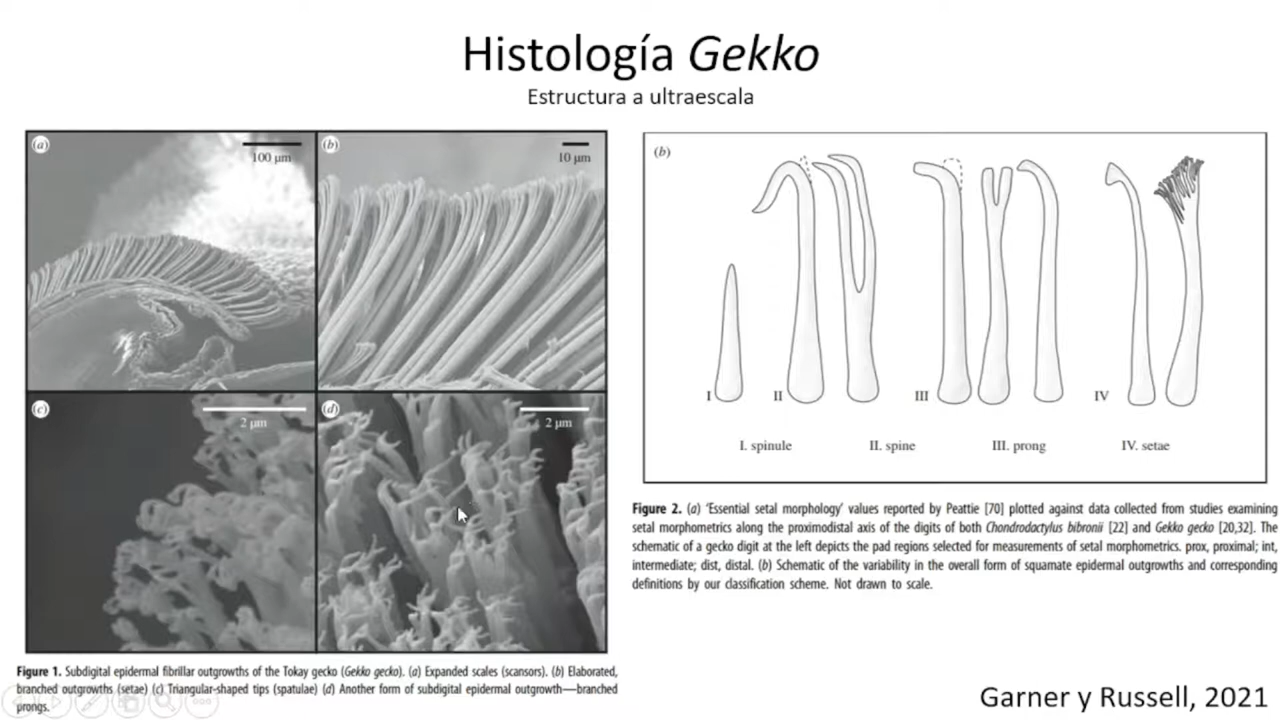 Histología Gekko
Estructura a ultraescala
(a)
100 µm
(b)
10 µm
(c)
2 µm
(d)
2 µm
Figure 1. Subdigital epidermal fibrillar outgrowths of the Tokay gecko (Gekko gecko). (a) Expanded scales (scansors). (b) Elaborated,
branched outgrowths (setae) (c) Triangular-shaped tips (spatulae) (d) Another form of subdigital epidermal outgrowth—branched
prongs.
(b)
I II III IV
I. spinule II. spine III. prong IV. setae
Figure 2. (a) ‘Essential setal morphology’ values reported by Peattie [70] plotted against data collected from studies examining
setal morphometrics along the proximodistal axis of the digits of both Chondrodactylus bibronii [22] and Gekko gecko [20,32]. The
schematic of a gecko digit at the left depicts the pad regions selected for measurements of setal morphometrics. prox, proximal; int,
intermediate; dist, distal. (b) Schematic of the variability in the overall form of squamate epidermal outgrowths and corresponding
definitions by our classification scheme. Not drawn to scale.
Garner y Russell, 2021